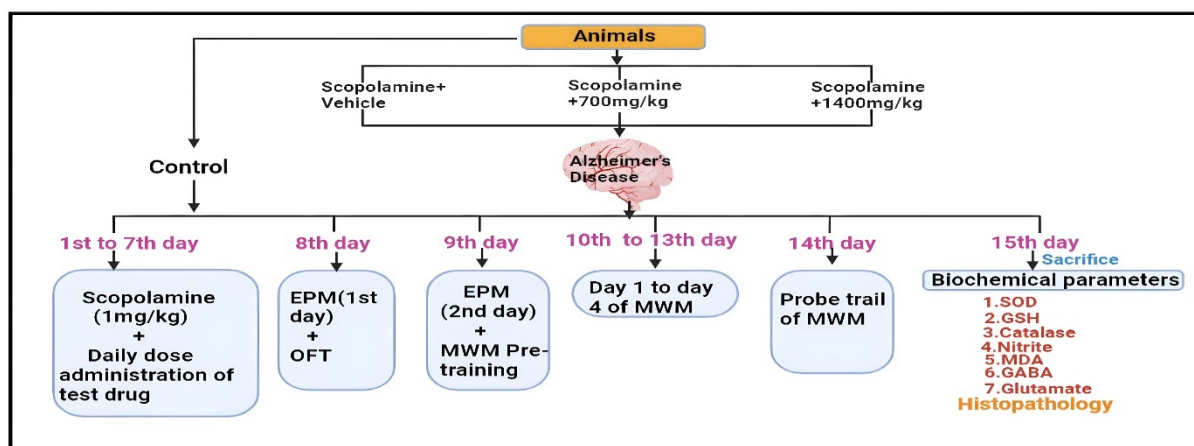 Animals
Scopolamine+
Vehicle
Scopolamine
+700mg/kg
Scopolamine
+1400mg/kg
Control
Alzheimer's
Disease
1st to 7th day
Scopolamine
(1mg/kg)
+
Daily dose
administration of
test drug
8th day
EPM(1st
day)
+
OFT
9th day
EPM
(2nd day)
+
MWM Pre-
training
10th to 13th day
Day 1 to day
4 of MWM
14th day
Probe trail
of MWM
15th day
Sacrifice
Biochemical parameters
1.SOD
2.GSH
3.Catalase
4.Nitrite
5.MDA
6.GABA
7.Glutamate
Histopathology